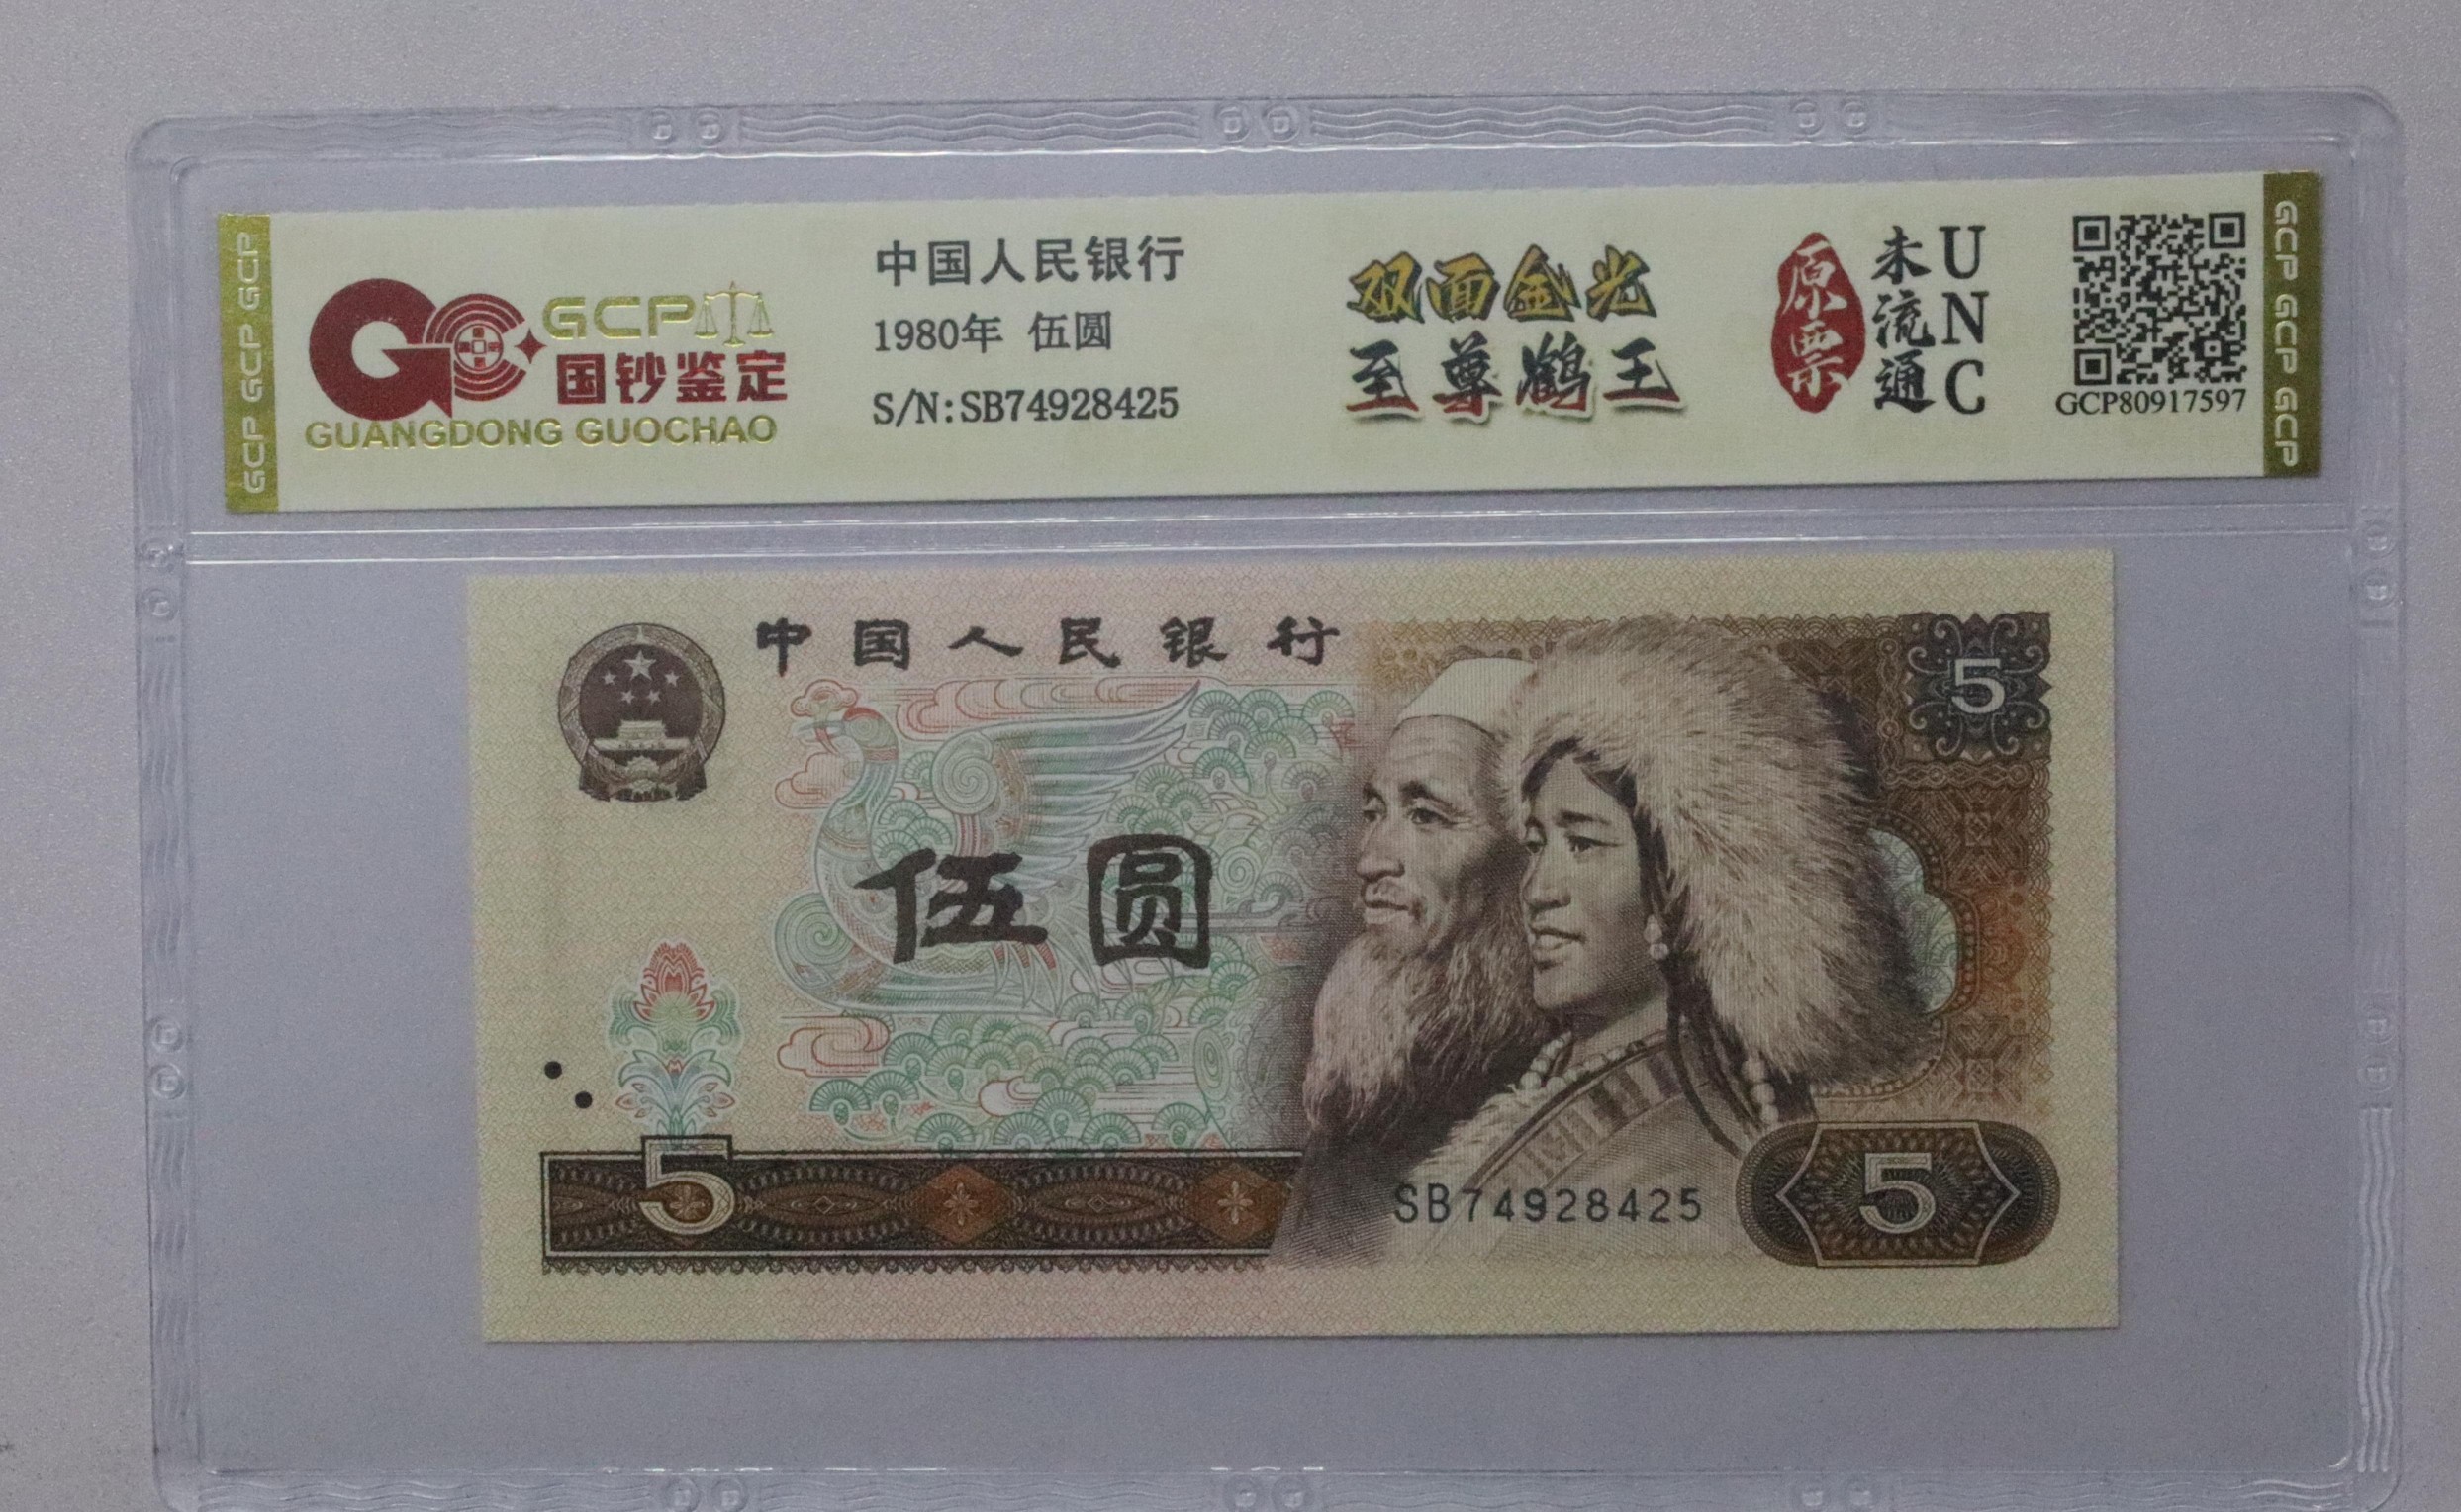 GCP GCP GCP
GCP
国钞鉴定
GUANGDONG GUOCHAO
中国人民银行
1980年 伍圆
S/N:SB74928425
双面金光
至尊鹤王
原票
未流通
UNC
GCP80917597
GCP GCP GCP
中国人民银行
5
伍圆
5
SB74928425
5